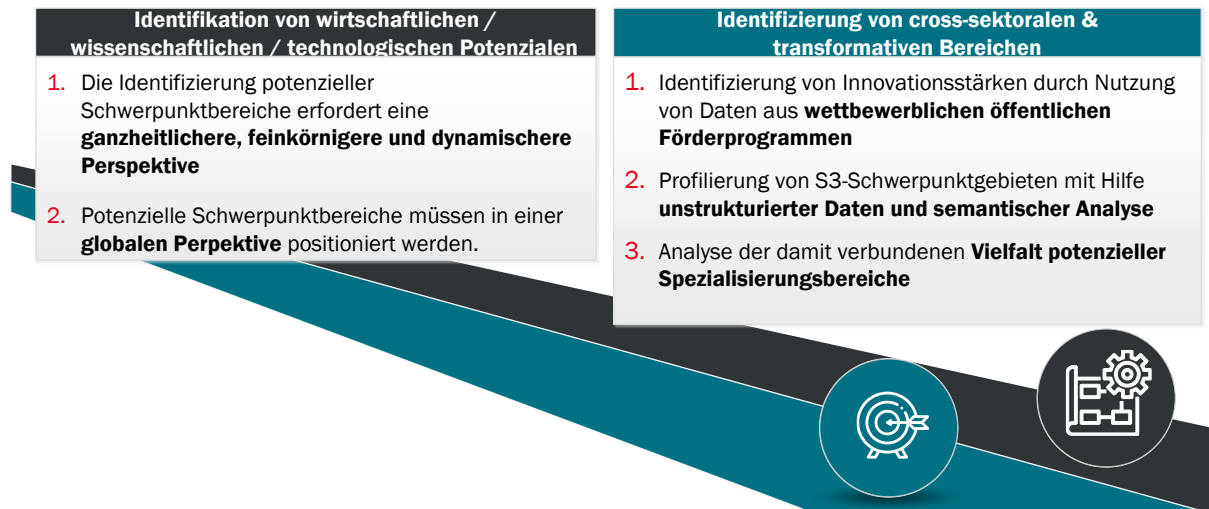 Identifikation von wirtschaftlichen /
wissenschaftlichen / technologischen Potenzialen
1. Die Identifizierung potenzieller
Schwerpunktbereiche erfordert eine
ganzheitlichere, feinkörnigere und dynamischere
Perspektive
2. Potenzielle Schwerpunktbereiche müssen in einer
globalen Perpektive positioniert werden.
Identifizierung von cross-sektoralen &
transformativen Bereichen
1. Identifizierung von Innovationsstärken durch Nutzung
von Daten aus wettbewerblichen öffentlichen
Förderprogrammen
2. Profilierung von S3-Schwerpunktgebieten mit Hilfe
unstrukturierter Daten und semantischer Analyse
3. Analyse der damit verbundenen Vielfalt potenzieller
Spezialisierungsbereiche